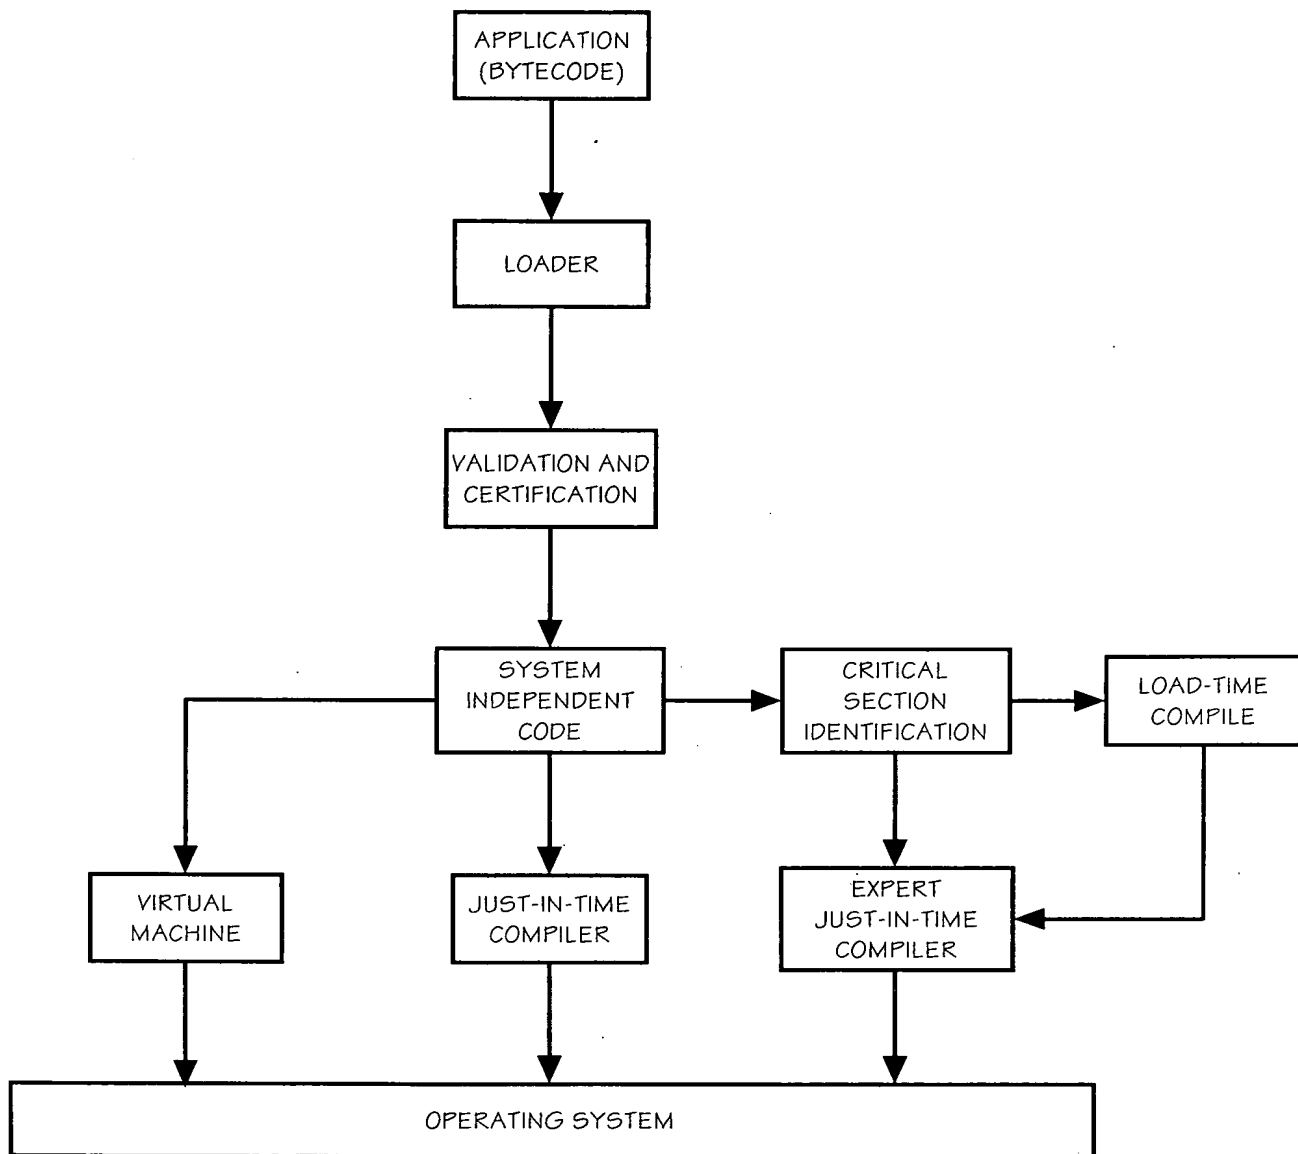 APPLICATION
(BYTECODE)
LOADER
VALIDATION AND
CERTIFICATION
SYSTEM
INDEPENDENT
CODE
CRITICAL
SECTION
IDENTIFICATION
LOAD-TIME
COMPILE
VIRTUAL
MACHINE
JUST-IN-TIME
COMPILER
EXPERT
JUST-IN-TIME
COMPILER
OPERATING SYSTEM